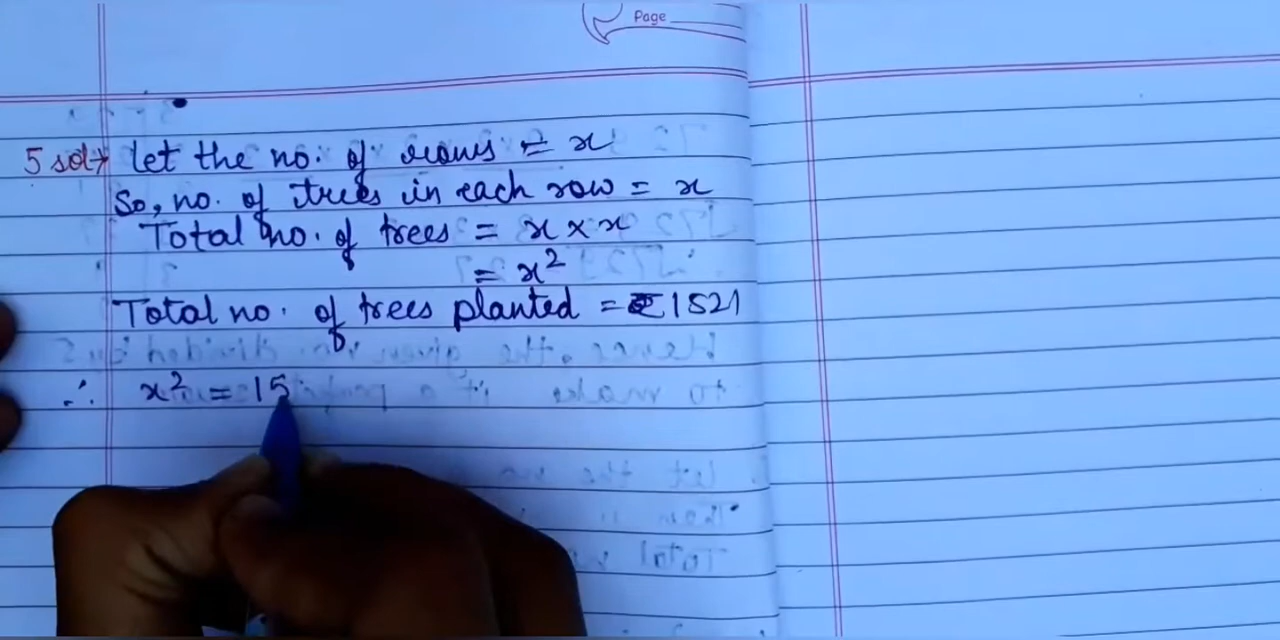 Page
5 sol→ let the no. of rows = x
So, no. of trees in each row = x
Total no. of trees = x × x
= x²
Total no. of trees planted = 1521
∴ x² = 15